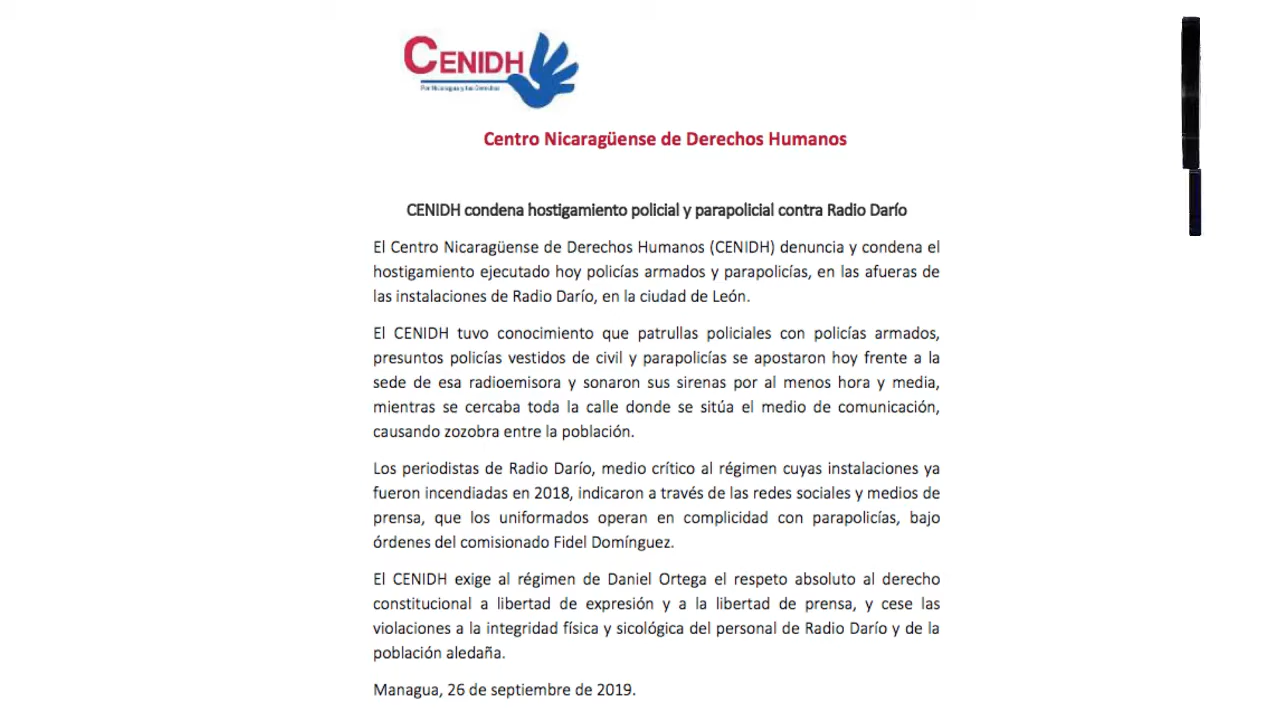 CENIDH
Por Nicaragua y tus Derechos
Centro Nicaragüense de Derechos Humanos
CENIDH condena hostigamiento policial y parapolicial contra Radio Darío
El Centro Nicaragüense de Derechos Humanos (CENIDH) denuncia y condena el
hostigamiento ejecutado hoy policías armados y parapolicías, en las afueras de
las instalaciones de Radio Darío, en la ciudad de León.
El CENIDH tuvo conocimiento que patrullas policiales con policías armados,
presuntos policías vestidos de civil y parapolicías se apostaron hoy frente a la
sede de esa radioemisora y sonaron sus sirenas por al menos hora y media,
mientras se cercaba toda la calle donde se sitúa el medio de comunicación,
causando zozobra entre la población.
Los periodistas de Radio Darío, medio crítico al régimen cuyas instalaciones ya
fueron incendiadas en 2018, indicaron a través de las redes sociales y medios de
prensa, que los uniformados operan en complicidad con parapolicías, bajo
órdenes del comisionado Fidel Domínguez.
El CENIDH exige al régimen de Daniel Ortega el respeto absoluto al derecho
constitucional a libertad de expresión y a la libertad de prensa, y cese las
violaciones a la integridad física y sicológica del personal de Radio Darío y de la
población aledaña.
Managua, 26 de septiembre de 2019.